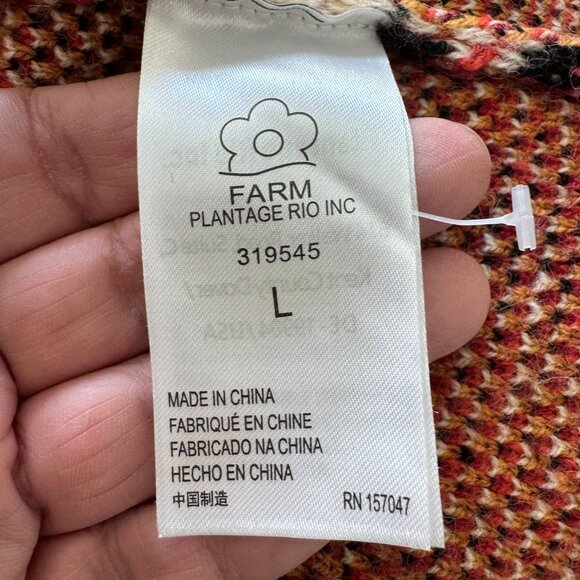 FARM
PLANTAGE RIO INC
319545
L
MADE IN CHINA
FABRIQUÉ EN CHINE
FABRICADO NA CHINA
HECHO EN CHINA
中国制造
RN 157047